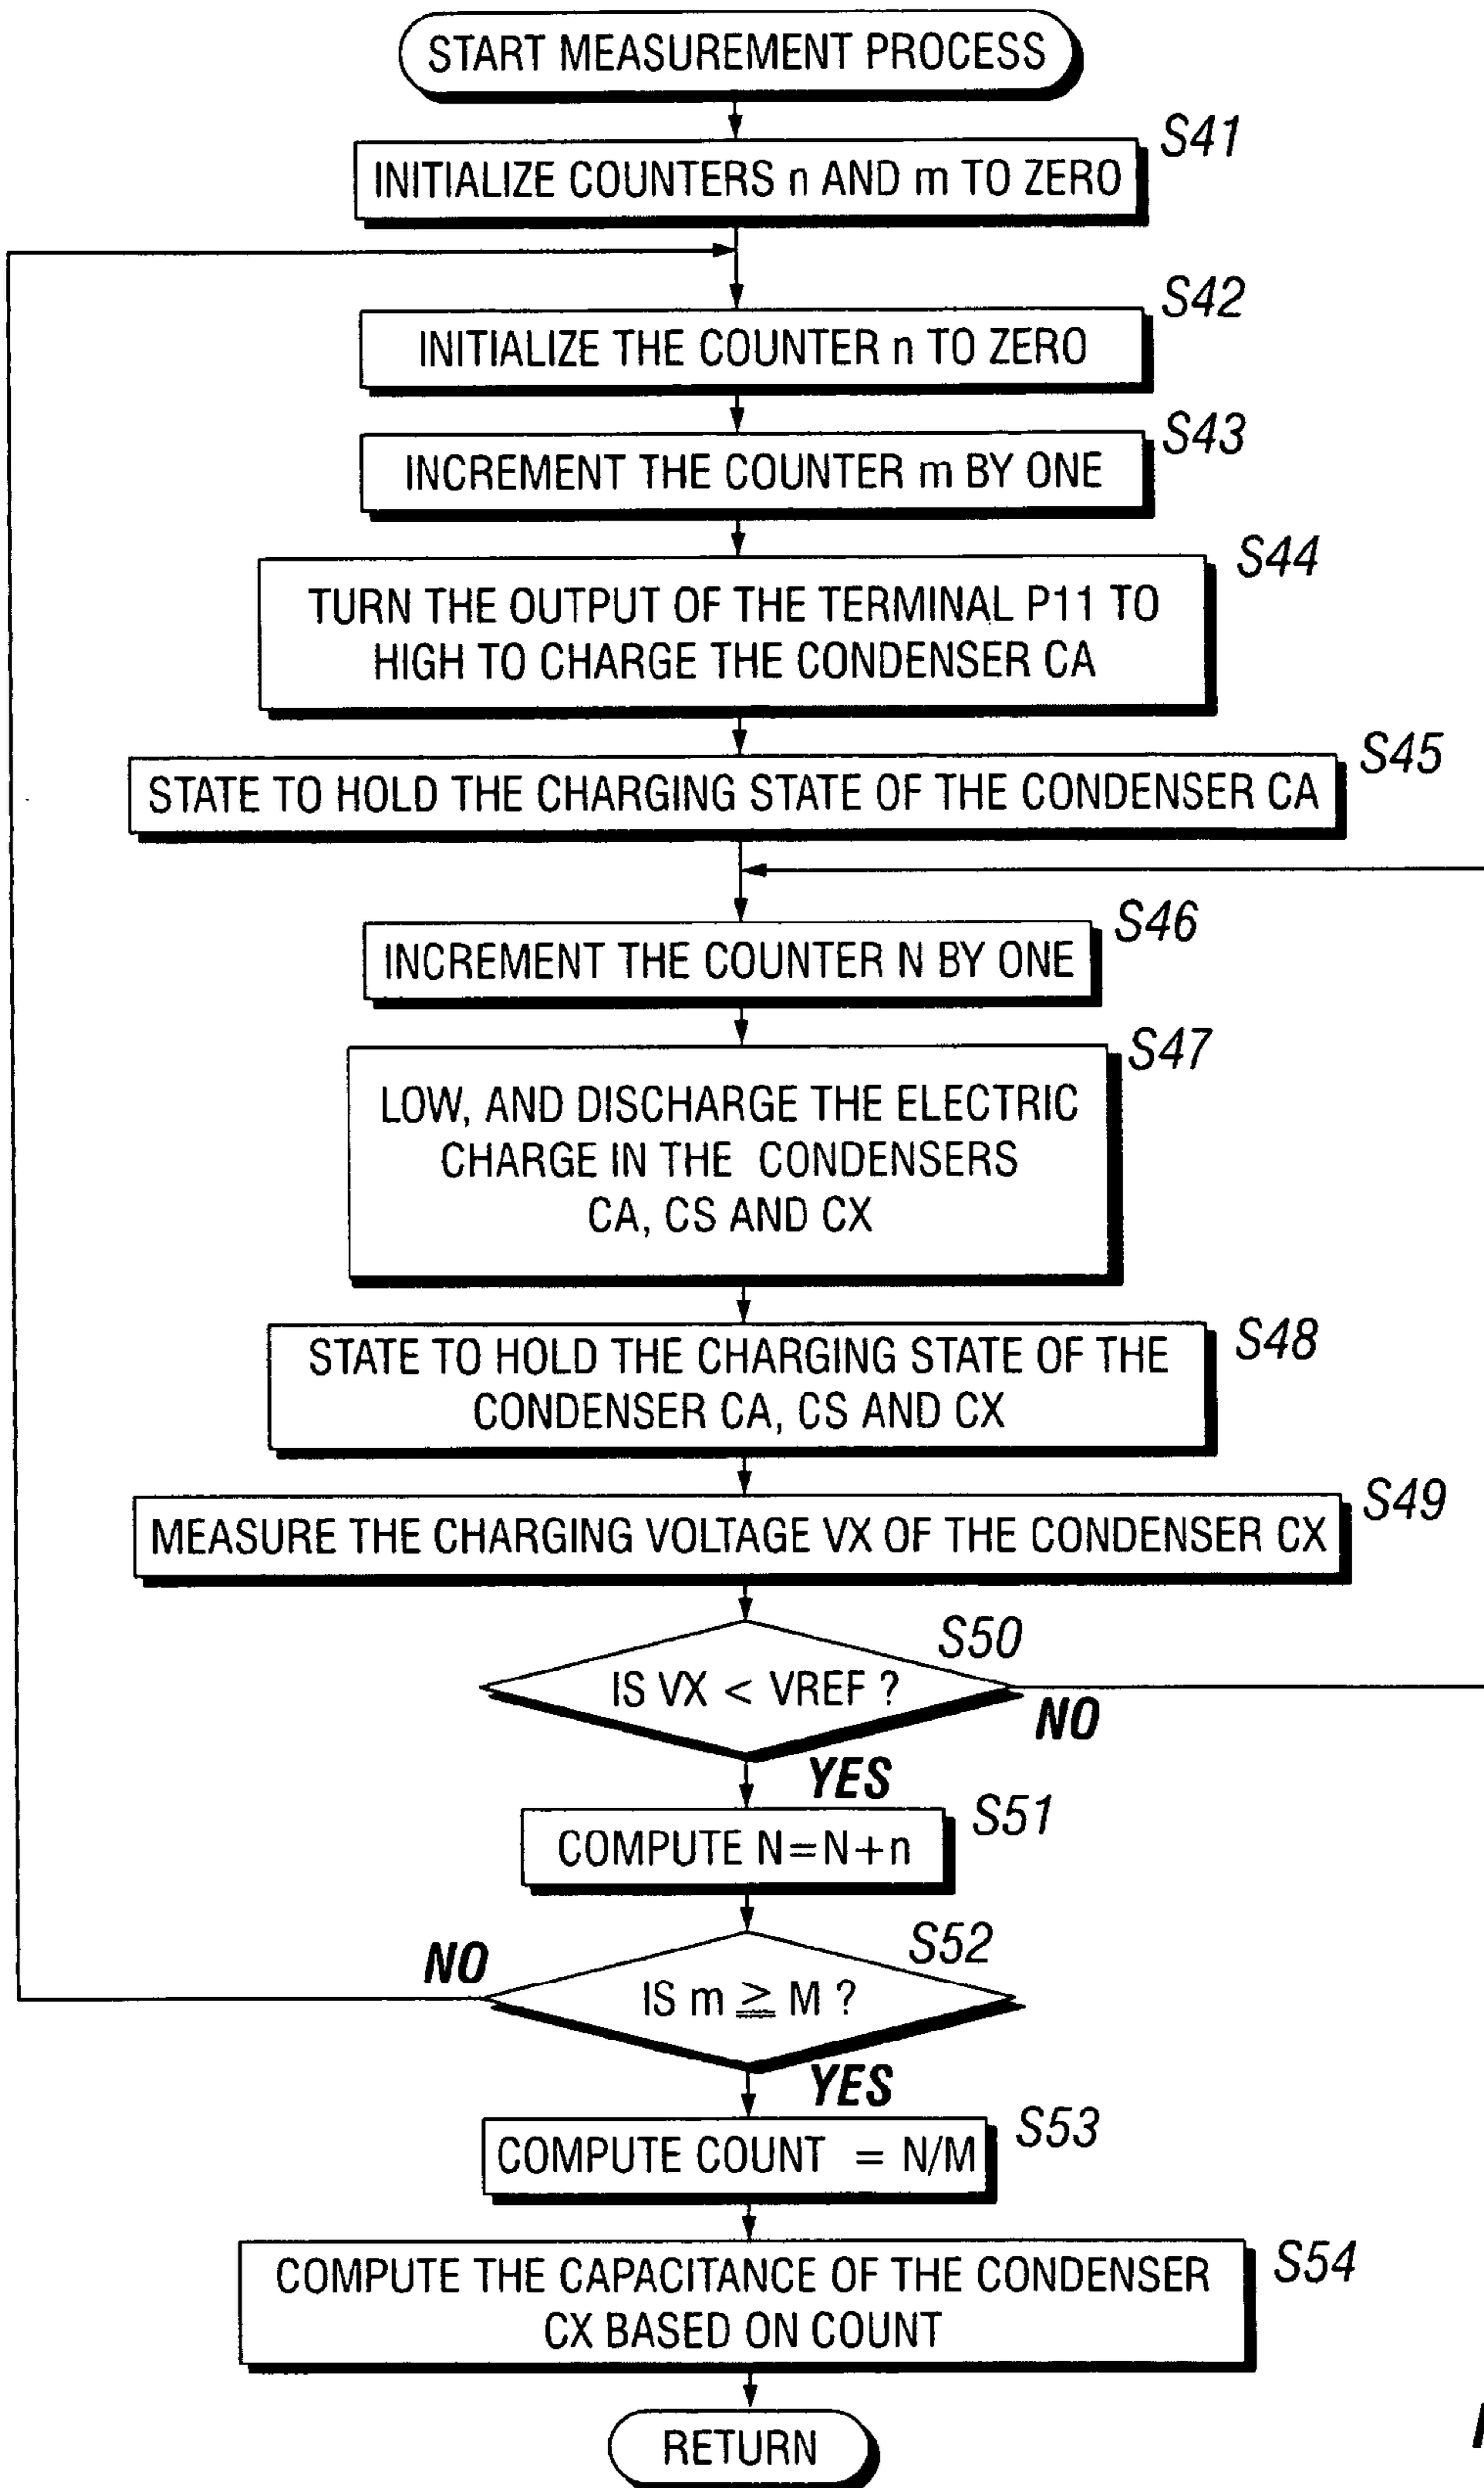 START MEASUREMENT PROCESS
S41
INITIALIZE COUNTERS n AND m TO ZERO
S42
INITIALIZE THE COUNTER n TO ZERO
S43
INCREMENT THE COUNTER m BY ONE
S44
TURN THE OUTPUT OF THE TERMINAL P11 TO
HIGH TO CHARGE THE CONDENSER CA
S45
STATE TO HOLD THE CHARGING STATE OF THE CONDENSER CA
S46
INCREMENT THE COUNTER N BY ONE
S47
LOW, AND DISCHARGE THE ELECTRIC
CHARGE IN THE CONDENSERS
CA, CS AND CX
S48
STATE TO HOLD THE CHARGING STATE OF THE
CONDENSER CA, CS AND CX
S49
MEASURE THE CHARGING VOLTAGE VX OF THE CONDENSER CX
S50
IS VX < VREF ?
NO
YES
S51
COMPUTE N=N+n
S52
NO
IS m ≧ M ?
YES
S53
COMPUTE COUNT = N/M
S54
COMPUTE THE CAPACITANCE OF THE CONDENSER
CX BASED ON COUNT
RETURN